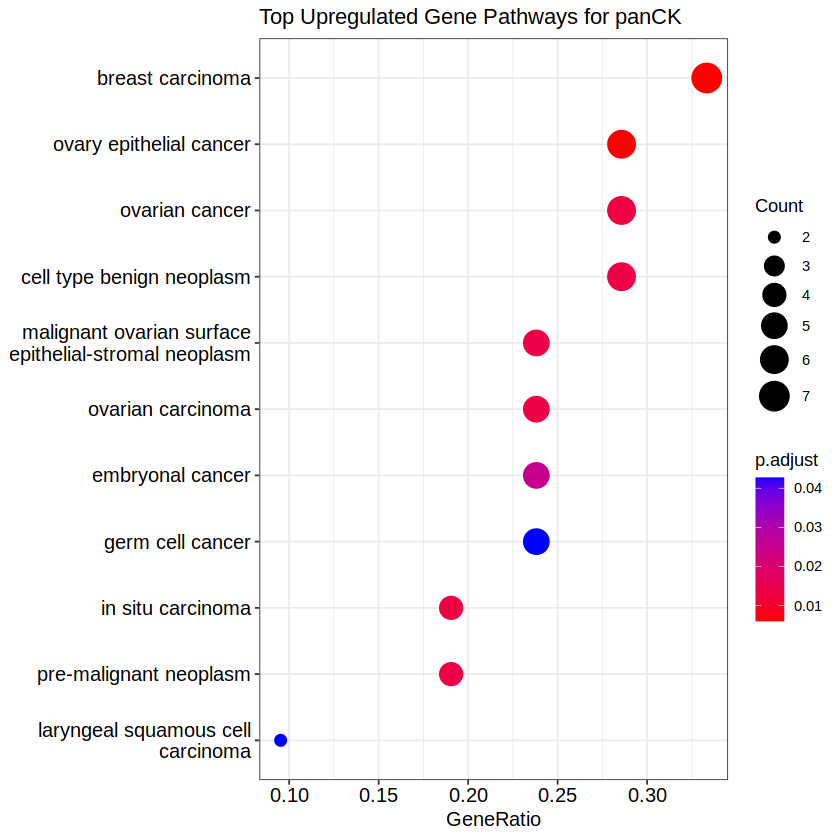 Top Upregulated Gene Pathways for panCK
breast carcinoma
ovary epithelial cancer
ovarian cancer
cell type benign neoplasm
malignant ovarian surface
epithelial-stromal neoplasm
ovarian carcinoma
embryonal cancer
germ cell cancer
in situ carcinoma
pre-malignant neoplasm
laryngeal squamous cell
carcinoma
0.10 0.15 0.20 0.25 0.30
GeneRatio
Count
2
3
4
5
6
7
p.adjust
0.04
0.03
0.02
0.01